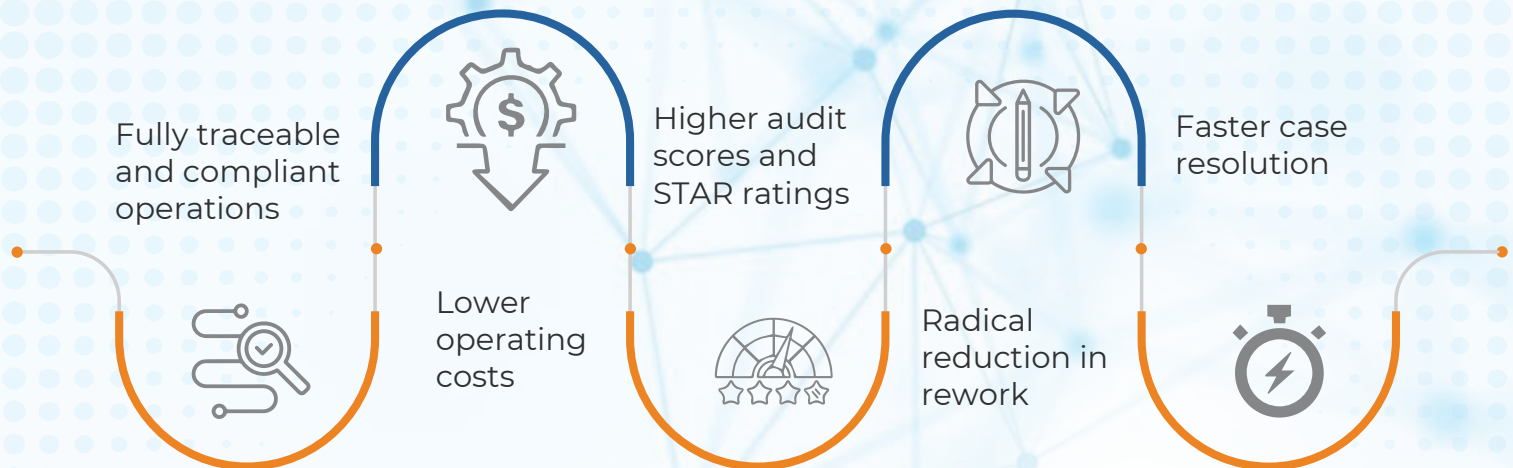 Fully traceable
and compliant
operations
Lower
operating
costs
Higher audit
scores and
STAR ratings
Radical
reduction in
rework
Faster case
resolution
$